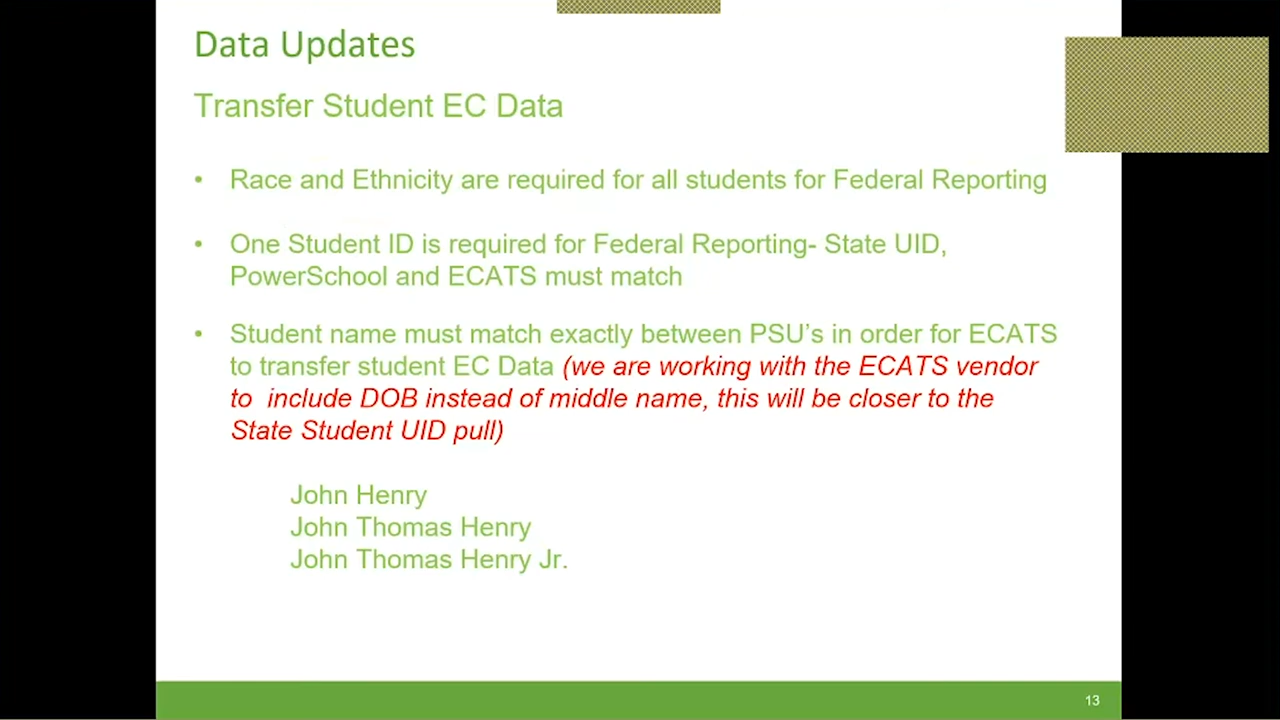 Data Updates
Transfer Student EC Data
• Race and Ethnicity are required for all students for Federal Reporting
• One Student ID is required for Federal Reporting- State UID,
PowerSchool and ECATS must match
• Student name must match exactly between PSU’s in order for ECATS
to transfer student EC Data (we are working with the ECATS vendor
to  include DOB instead of middle name, this will be closer to the
State Student UID pull)
John Henry
John Thomas Henry
John Thomas Henry Jr.
13